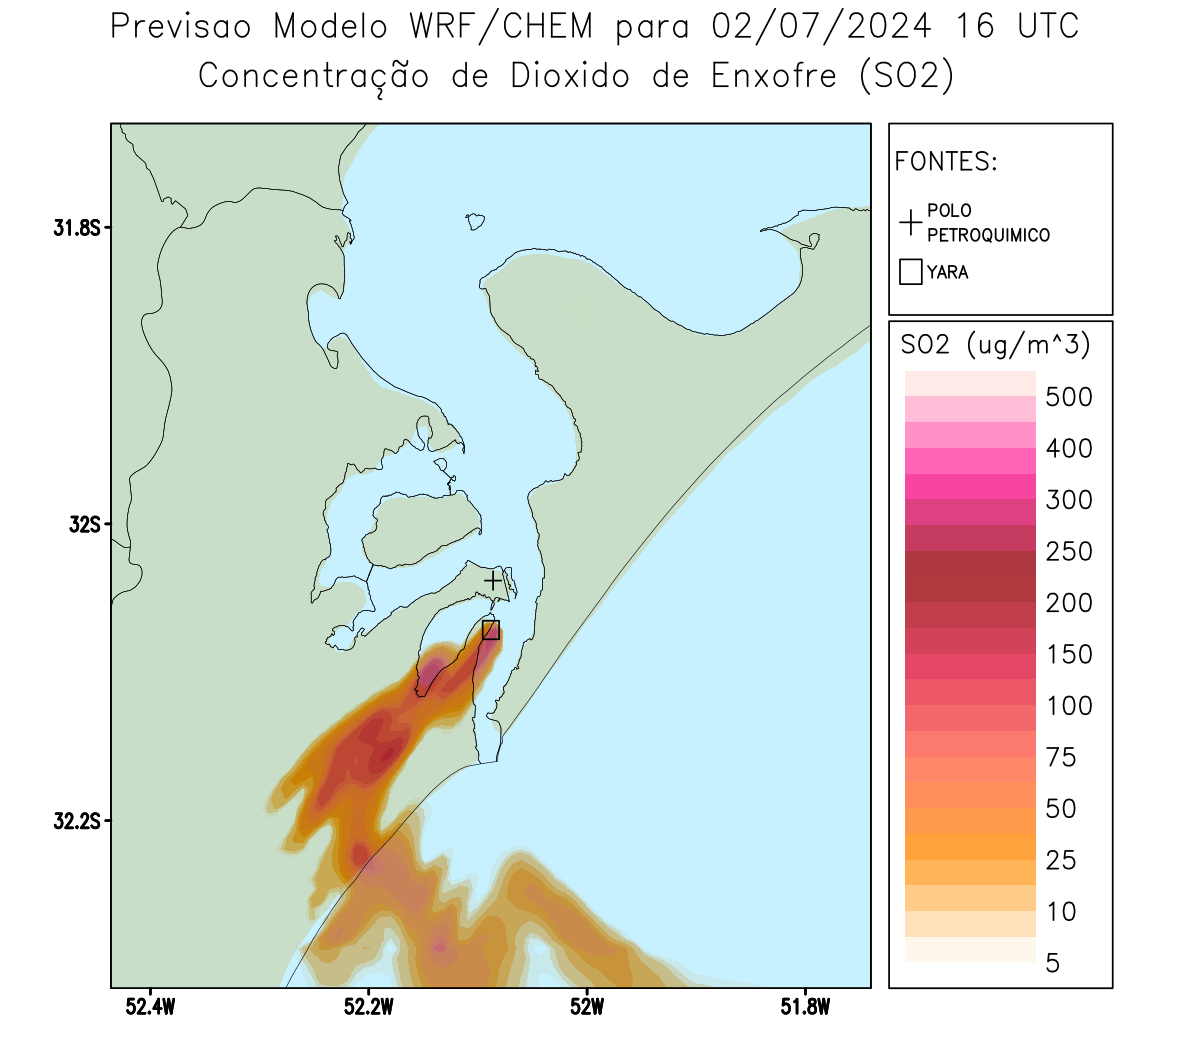 Previsao Modelo WRF/CHEM para 02/07/2024 16 UTC
Concentração de Dioxido de Enxofre (SO2)
FONTES:
POLO
PETROQUIMICO
YARA
SO2 (ug/m^3)
500
400
300
250
200
150
100
75
50
25
10
5
31.8S
32S
32.2S
52.4W
52.2W
52W
51.8W